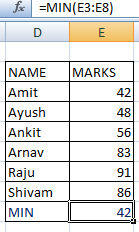 fx =MIN(E3:E8)
D E
NAME MARKS
Amit 42
Ayush 48
Ankit 56
Arnav 83
Raju 91
Shivam 86
MIN 42